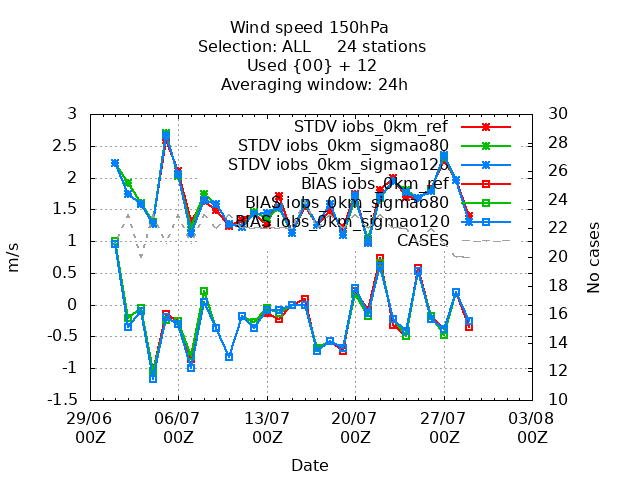 Wind speed 150hPa
Selection: ALL 24 stations
Used {00} + 12
Averaging window: 24h
3
2.5
2
1.5
1
0.5
0
-0.5
-1
-1.5
m/s
30
28
26
24
22
20
18
16
14
12
10
No cases
STDV iobs_0km_ref
STDV iobs_0km_sigmao80
STDV iobs_0km_sigmao120
BIAS iobs_0km_ref
BIAS iobs_0km_sigmao80
BIAS iobs_0km_sigmao120
CASES
29/06 06/07 13/07 20/07 27/07 03/08
00Z 00Z 00Z 00Z 00Z 00Z
Date